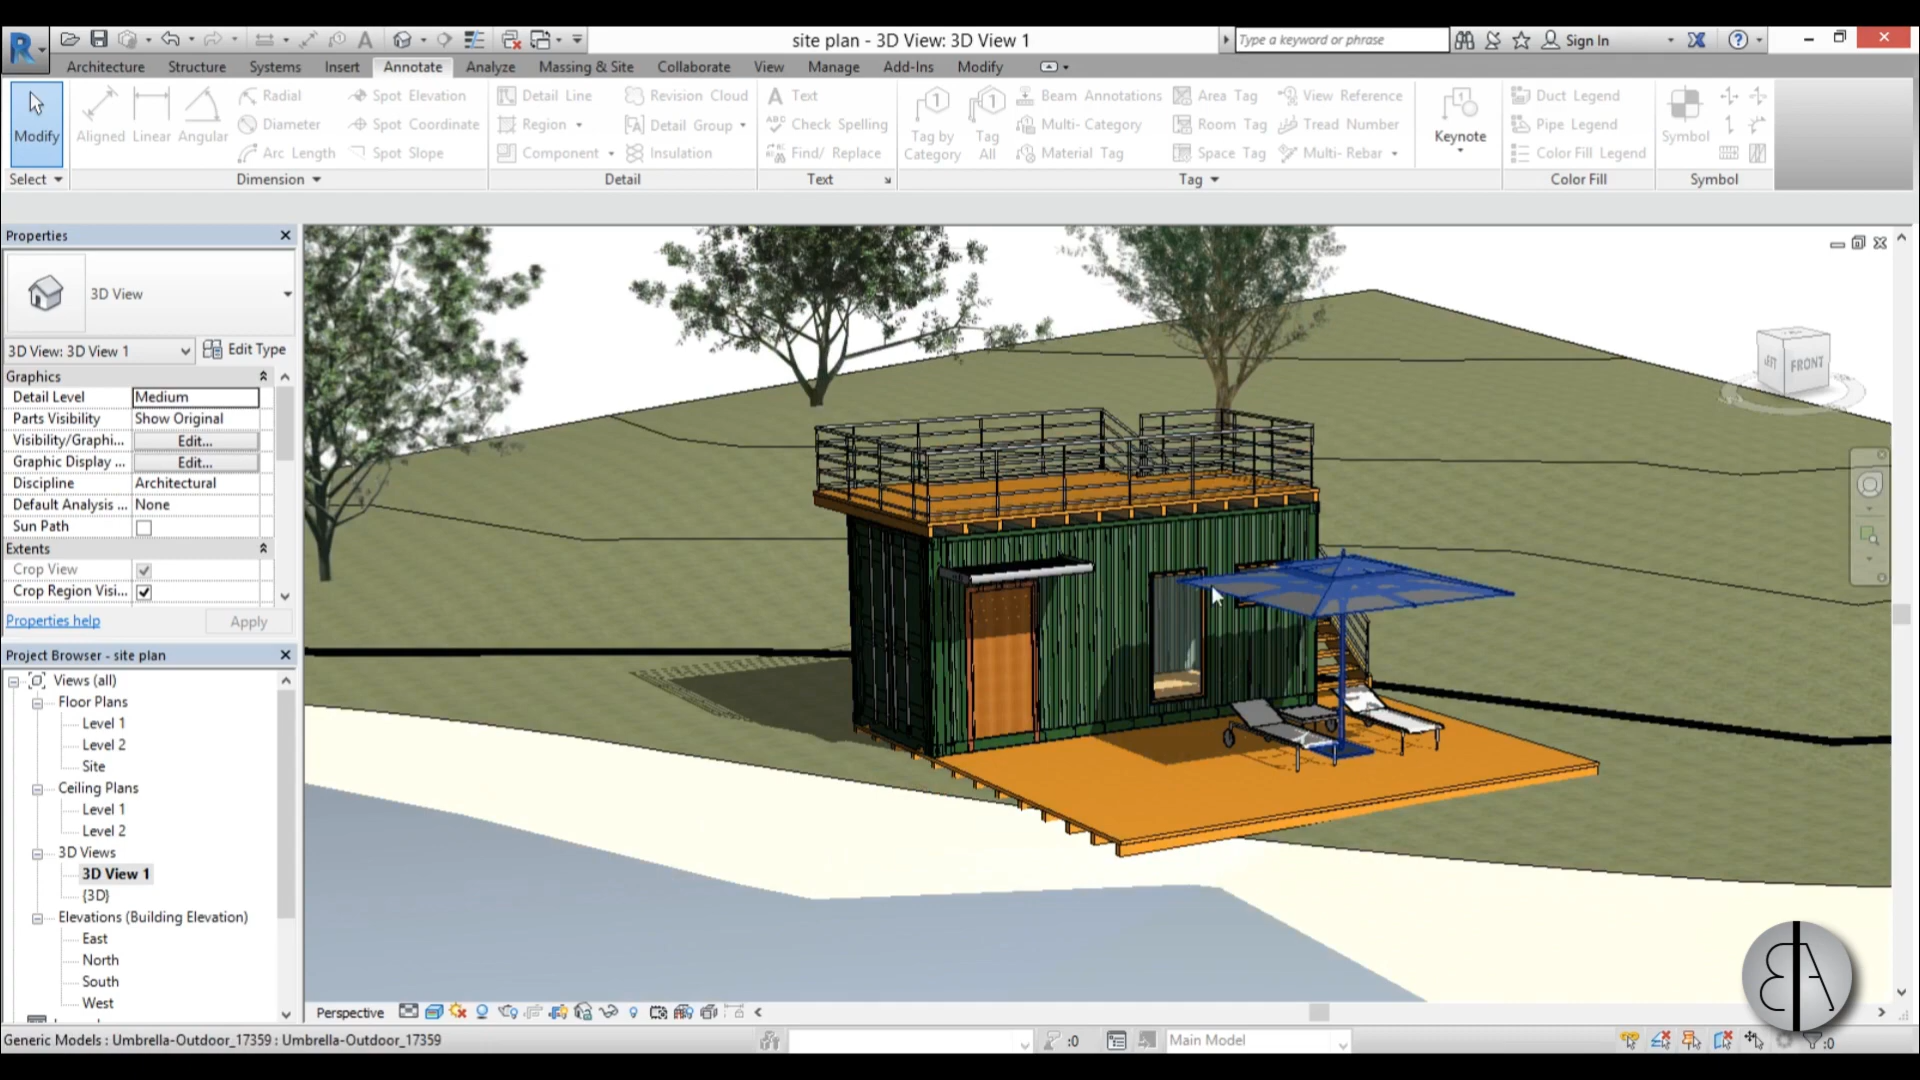 site plan - 3D View: 3D View 1
Type a keyword or phrase
Sign In
Architecture Structure Systems Insert Annotate Analyze Massing & Site Collaborate View Manage Add-Ins Modify
Modify
Select
Aligned Linear Angular
Radial
Diameter
Arc Length
Spot Elevation
Spot Coordinate
Spot Slope
Dimension
Detail Line
Region
Component
Revision Cloud
Detail Group
Insulation
Detail
Text
Check Spelling
Find/ Replace
Text
Tag by Category
Tag All
Beam Annotations
Multi- Category
Material Tag
Area Tag
Room Tag
Space Tag
View Reference
Tread Number
Multi- Rebar
Tag
Keynote
Duct Legend
Pipe Legend
Color Fill Legend
Color Fill
Symbol
Symbol
Properties
3D View
3D View: 3D View 1
Edit Type
Graphics
Detail Level Medium
Parts Visibility Show Original
Visibility/Graphi... Edit...
Graphic Display ... Edit...
Discipline Architectural
Default Analysis ... None
Sun Path
Extents
Crop View
Crop Region Visi...
Properties help
Apply
Project Browser - site plan
Views (all)
Floor Plans
Level 1
Level 2
Site
Ceiling Plans
Level 1
Level 2
3D Views
3D View 1
{3D}
Elevations (Building Elevation)
East
North
South
West
LEFT FRONT
Perspective
Generic Models : Umbrella-Outdoor_17359 : Umbrella-Outdoor_17359
:0
Main Model
:0